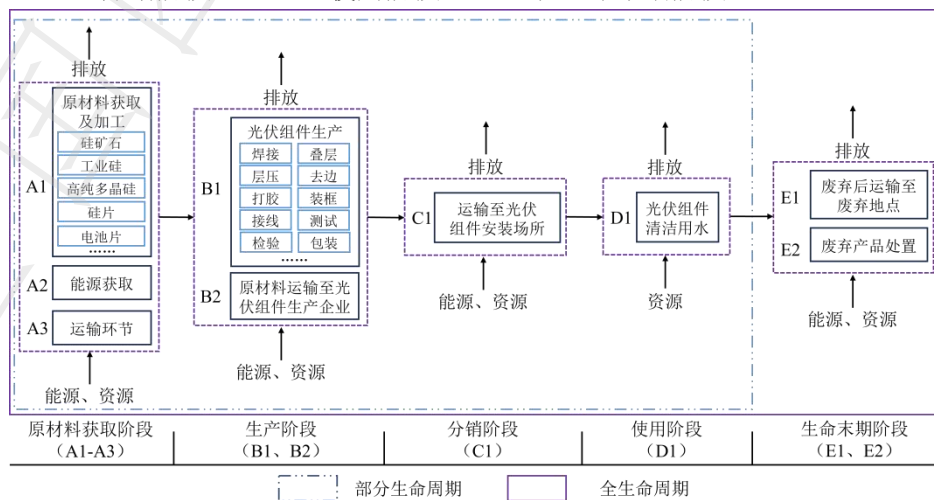 排放
原材料获取
及加工
硅矿石
工业硅
高纯多晶硅
硅片
电池片
……
A1
A2
能源获取
A3
运输环节
能源、资源
排放
光伏组件生产
焊接
叠层
层压
去边
打胶
装框
接线
测试
检验
包装
……
B1
B2
原材料运输至光
伏组件生产企业
能源、资源
排放
C1
运输至光伏
组件安装场所
能源、资源
排放
D1
光伏组件
清洁用水
资源
排放
E1
废弃后运输至
废弃地点
E2
废弃产品处置
能源、资源
原材料获取阶段
（A1-A3）
生产阶段
（B1、B2）
分销阶段
（C1）
使用阶段
（D1）
生命末期阶段
（E1、E2）
部分生命周期
全生命周期